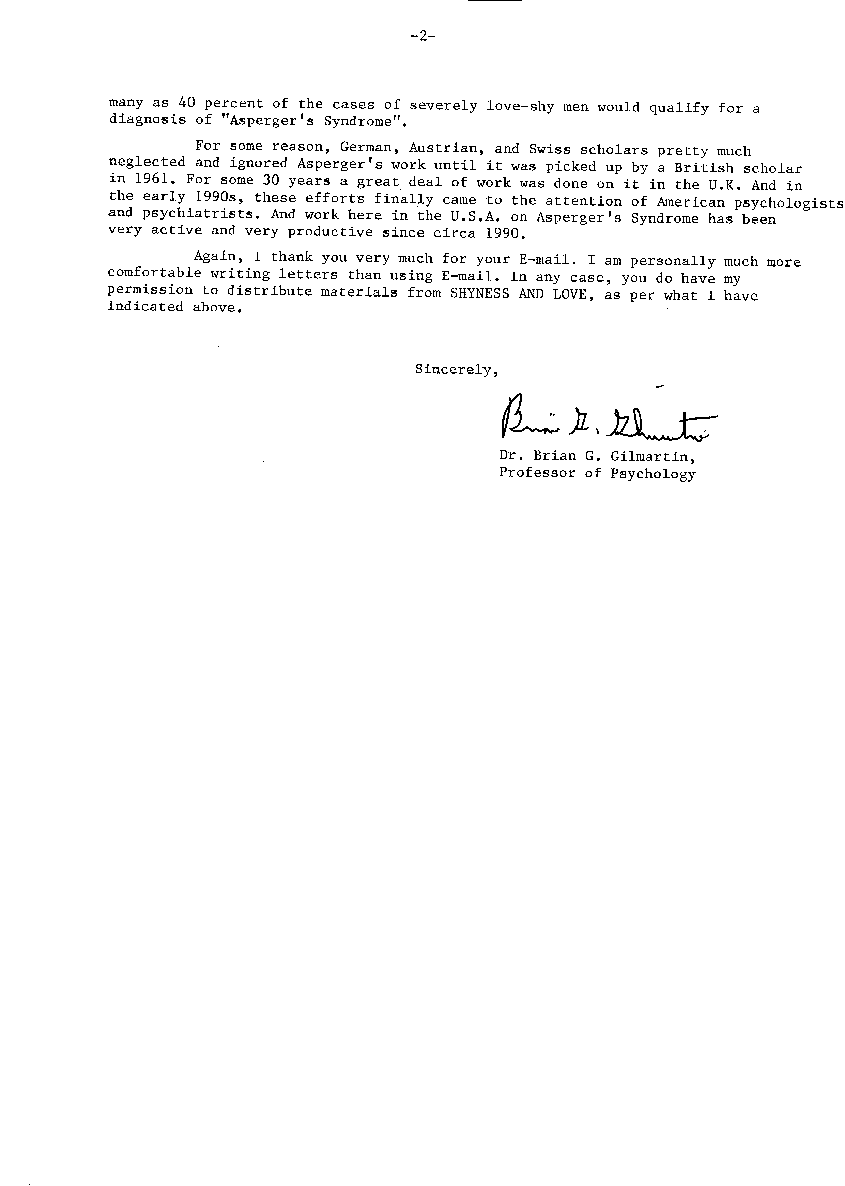 -2-
many as 40 percent of the cases of severely love-shy men would qualify for a
diagnosis of "Asperger's Syndrome".
For some reason, German, Austrian, and Swiss scholars pretty much
neglected and ignored Asperger's work until it was picked up by a British scholar
in 1961. For some 30 years a great deal of work was done on it in the U.K. And in
the early 1990s, these efforts finally came to the attention of American psychologists
and psychiatrists. And work here in the U.S.A. on Asperger's Syndrome has been
very active and very productive since circa 1990.
Again, I thank you very much for your E-mail. I am personally much more
comfortable writing letters than using E-mail. In any case, you do have my
permission to distribute materials from SHYNESS AND LOVE, as per what I have
indicated above.
Sincerely,
Brian G. Gilmartin
Dr. Brian G. Gilmartin,
Professor of Psychology